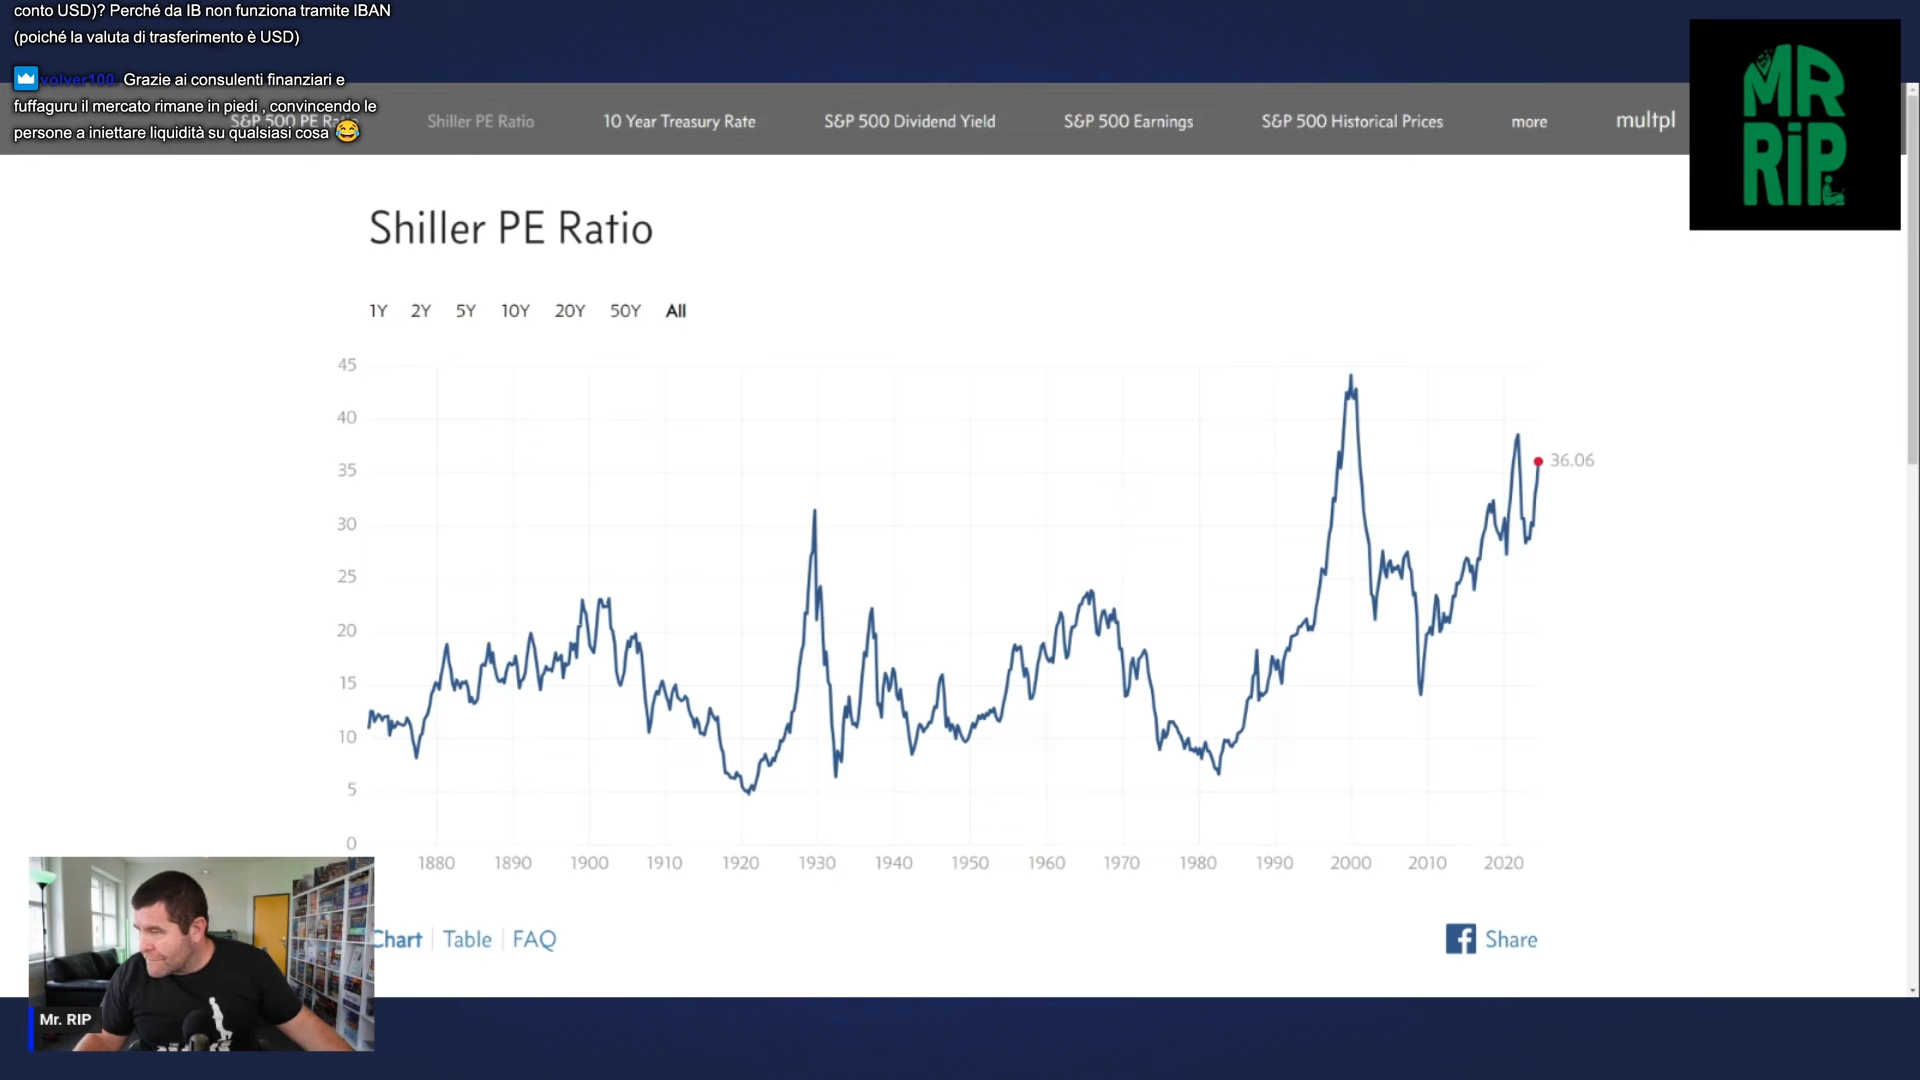 conto USD)? Perché da IB non funziona tramite IBAN
(poiché la valuta di trasferimento è USD)
volver100: Grazie ai consulenti finanziari e
fuffaguru il mercato rimane in piedi , convincendo le
persone a iniettare liquidità su qualsiasi cosa 😂
S&P 500 PE Ratio
Shiller PE Ratio
10 Year Treasury Rate
S&P 500 Dividend Yield
S&P 500 Earnings
S&P 500 Historical Prices
more
multpl
MR
RiP
Shiller PE Ratio
1Y 2Y 5Y 10Y 20Y 50Y All
45
40
35
30
25
20
15
10
5
0
36.06
1880 1890 1900 1910 1920 1930 1940 1950 1960 1970 1980 1990 2000 2010 2020
Chart Table FAQ
Share
Mr. RIP